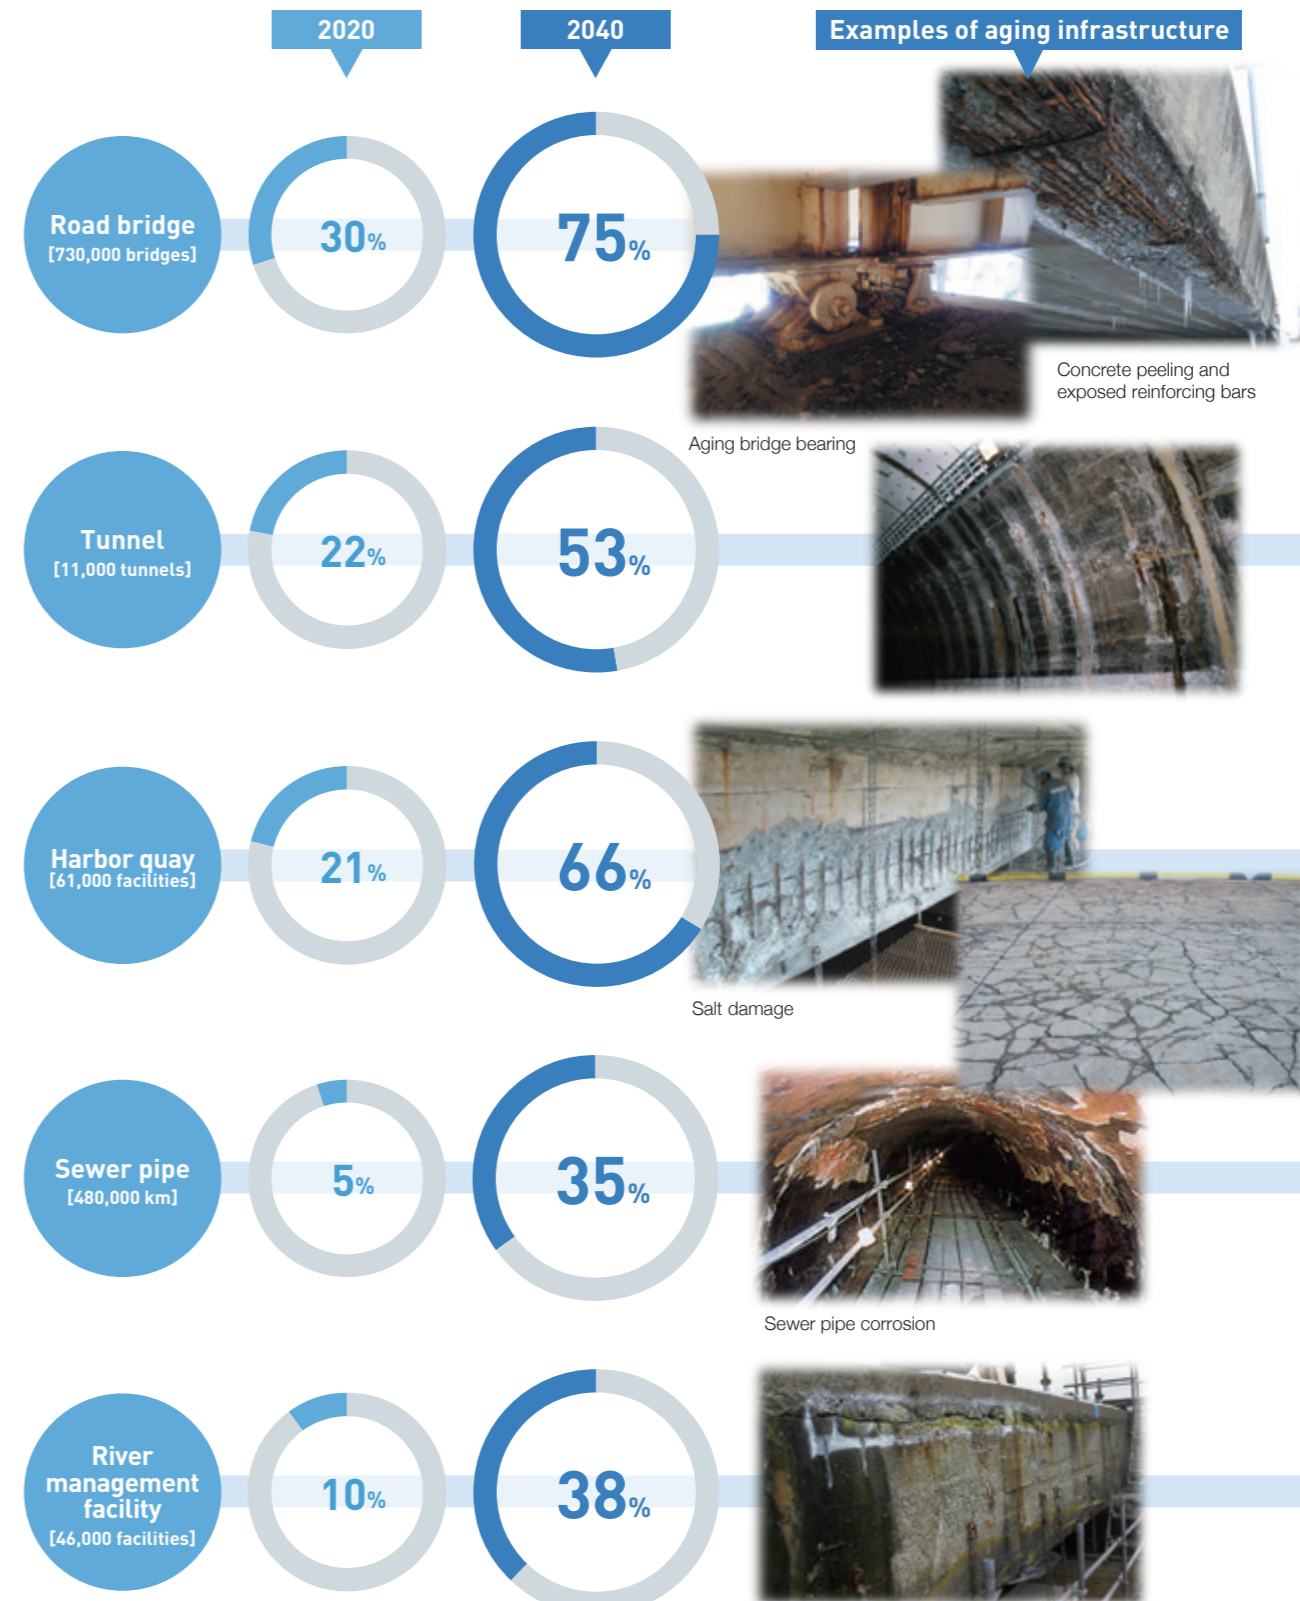 2020
2040
Examples of aging infrastructure
Road bridge
[730,000 bridges]
30%
75%
Concrete peeling and
exposed reinforcing bars
Aging bridge bearing
Tunnel
[11,000 tunnels]
22%
53%
Harbor quay
[61,000 facilities]
21%
66%
Salt damage
Sewer pipe
[480,000 km]
5%
35%
Sewer pipe corrosion
River
management
facility
[46,000 facilities]
10%
38%